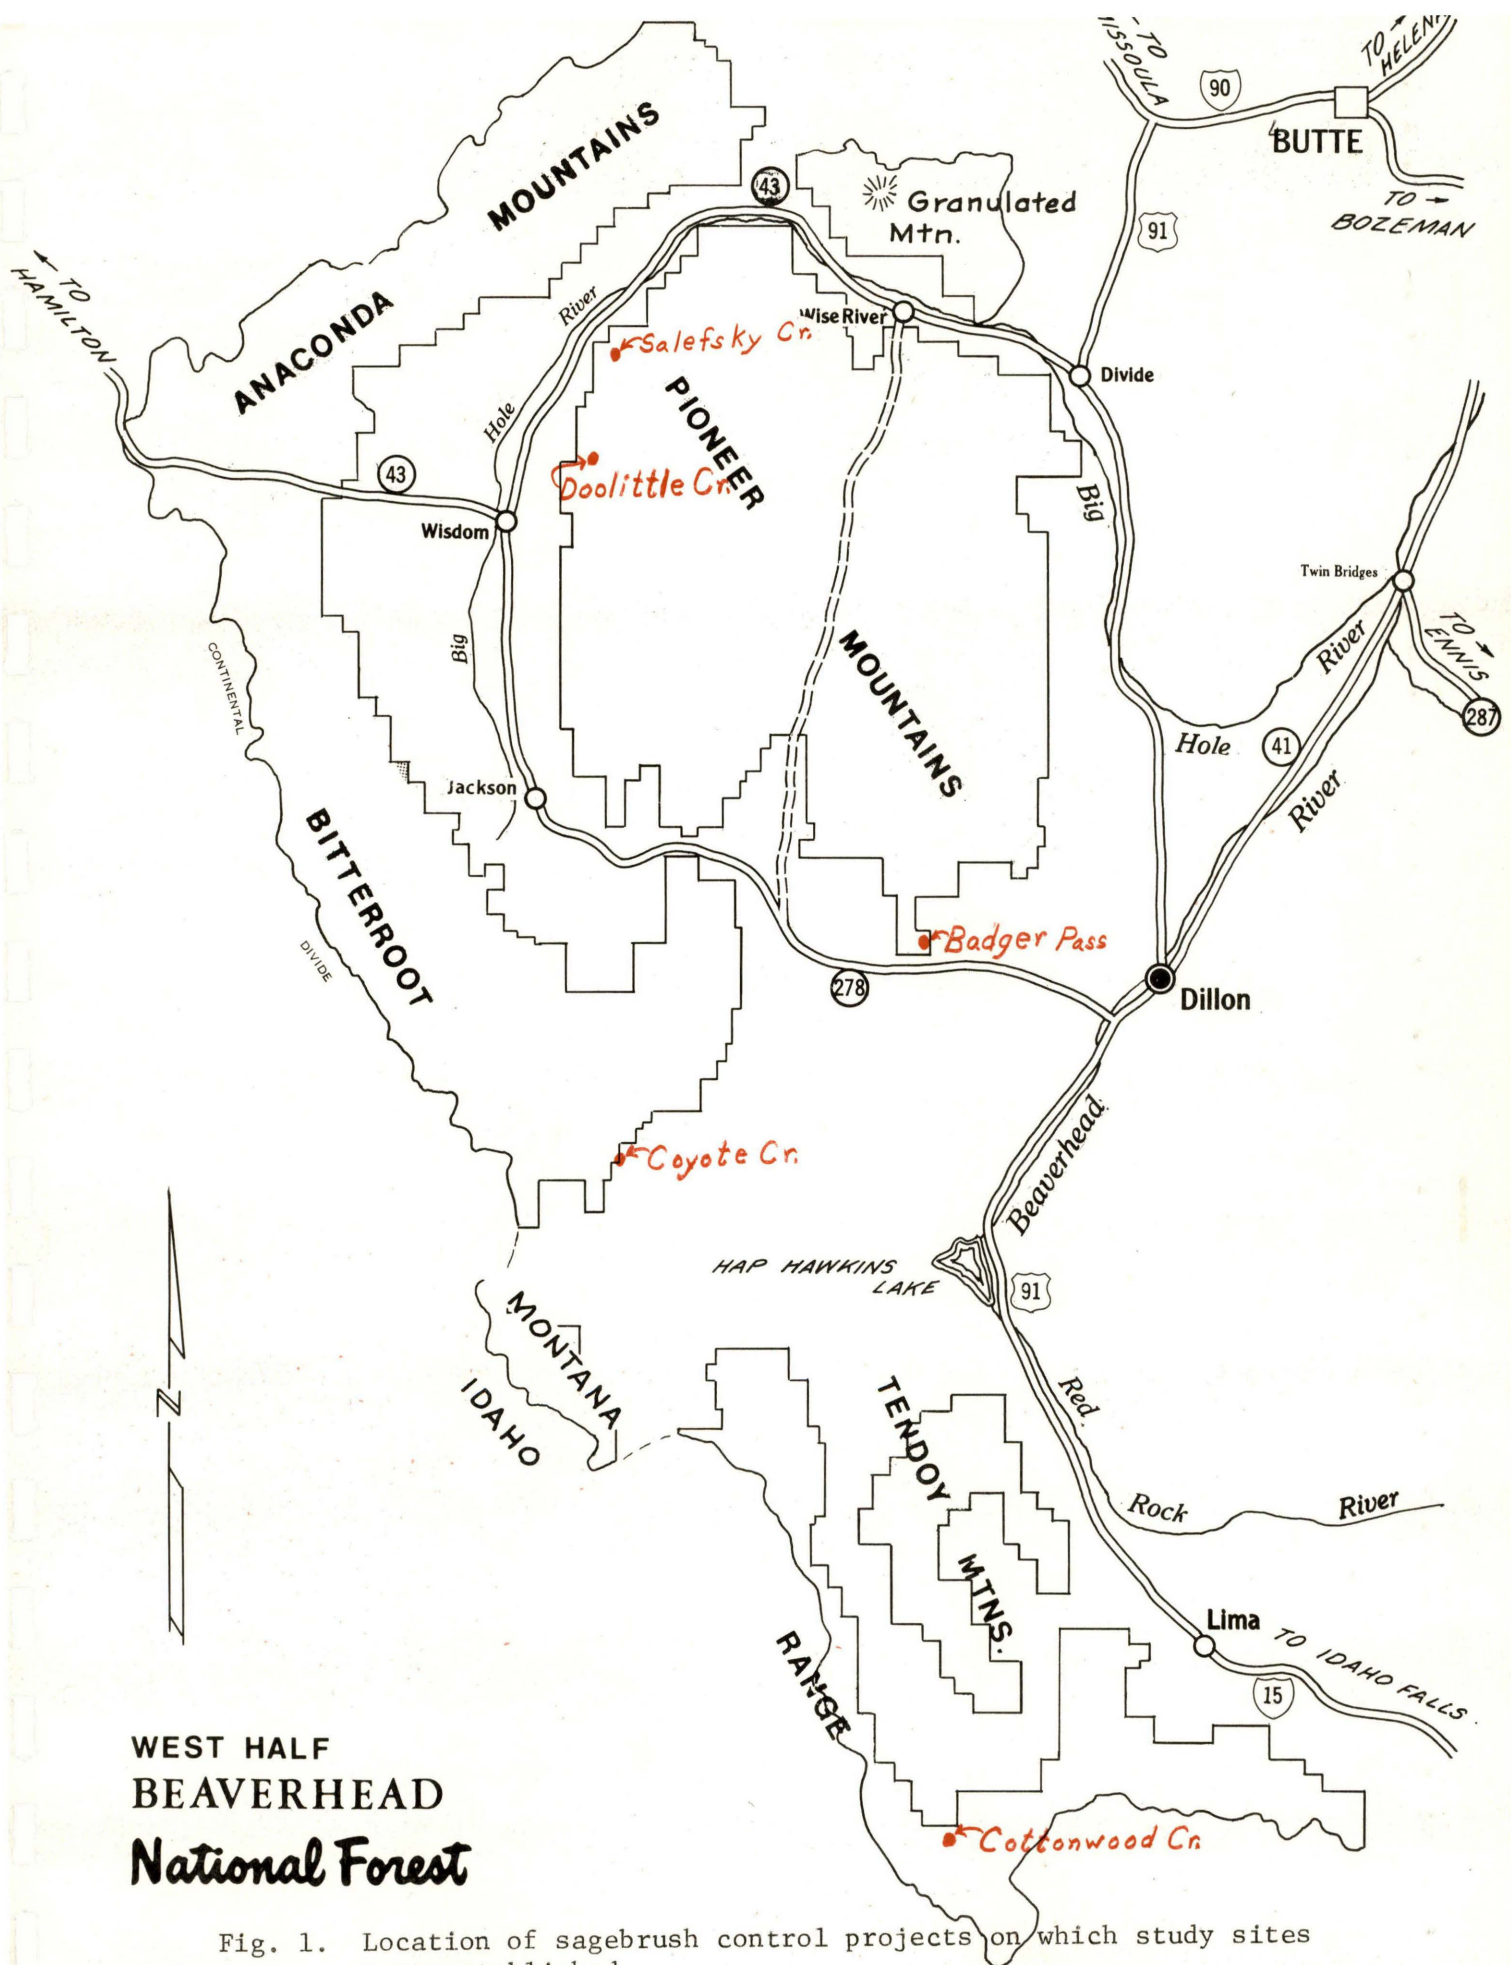 ← TO
MISSOULA
TO →
HELENA
90
BUTTE
TO →
BOZEMAN
91
43
Granulated
Mtn.
MOUNTAINS
ANACONDA
← TO
HAMILTON
River
Hole
Wise River
Salefsky Cr.
PIONEER
Divide
43
Doolittle Cr.
Wisdom
Big
Twin Bridges
TO →
ENNIS
287
River
Big
CONTINENTAL
MOUNTAINS
Hole
41
River
Jackson
BITTERROOT
DIVIDE
Badger Pass
278
Dillon
Beaverhead
Coyote Cr.
HAP HAWKINS
LAKE
91
MONTANA
IDAHO
N
Red
TENDOY
Rock
River
MTNS.
Lima
TO IDAHO FALLS
15
RANGE
WEST HALF
BEAVERHEAD
National Forest
Cottonwood Cr.
Fig. 1. Location of sagebrush control projects on which study sites